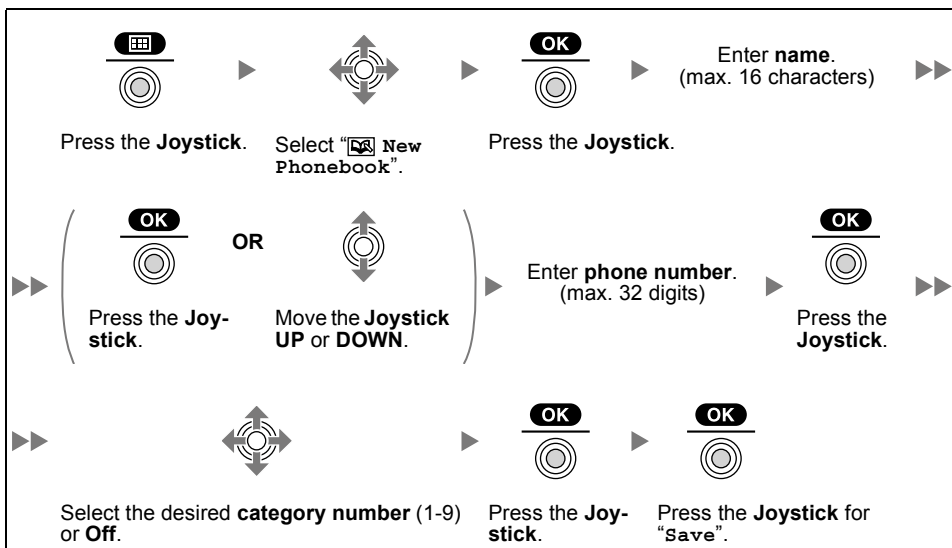 OK
Enter name.
(max. 16 characters)
Press the Joystick.
Select “ New
Phonebook”.
Press the Joystick.
OK
OR
OK
Enter phone number.
(max. 32 digits)
Press the Joy-
stick.
Move the Joystick
UP or DOWN.
Press the
Joystick.
OK
OK
Select the desired category number (1-9)
or Off.
Press the Joy-
stick.
Press the Joystick for
“Save”.